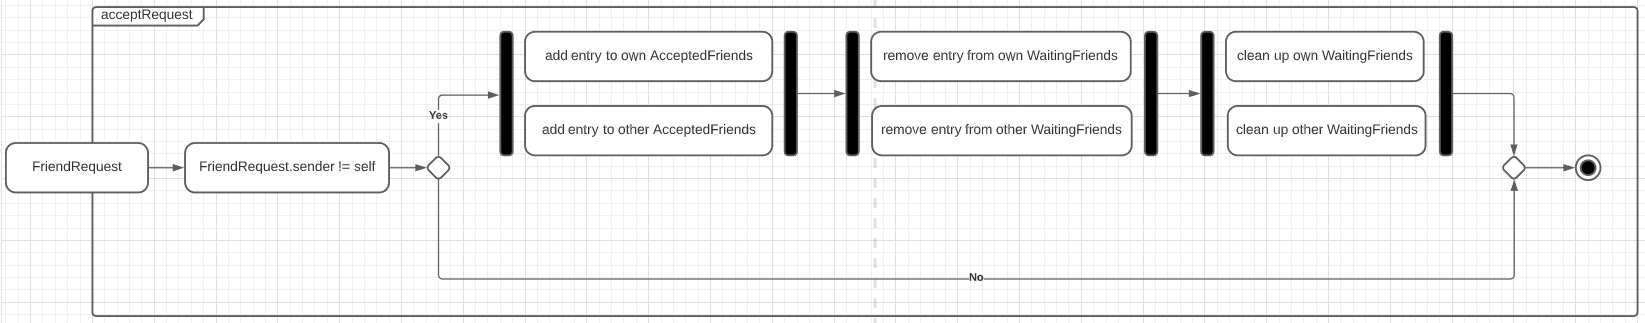 acceptRequest
FriendRequest
FriendRequest.sender != self
Yes
add entry to own AcceptedFriends
add entry to other AcceptedFriends
remove entry from own WaitingFriends
remove entry from other WaitingFriends
clean up own WaitingFriends
clean up other WaitingFriends
No